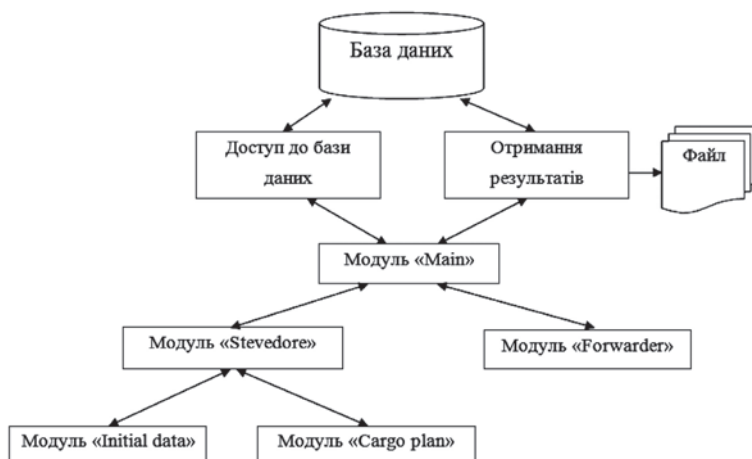 База даних
Доступ до бази
даних
Отримання
результатів
Файл
Модуль «Main»
Модуль «Stevedore»
Модуль «Forwarder»
Модуль «Initial data»
Модуль «Cargo plan»